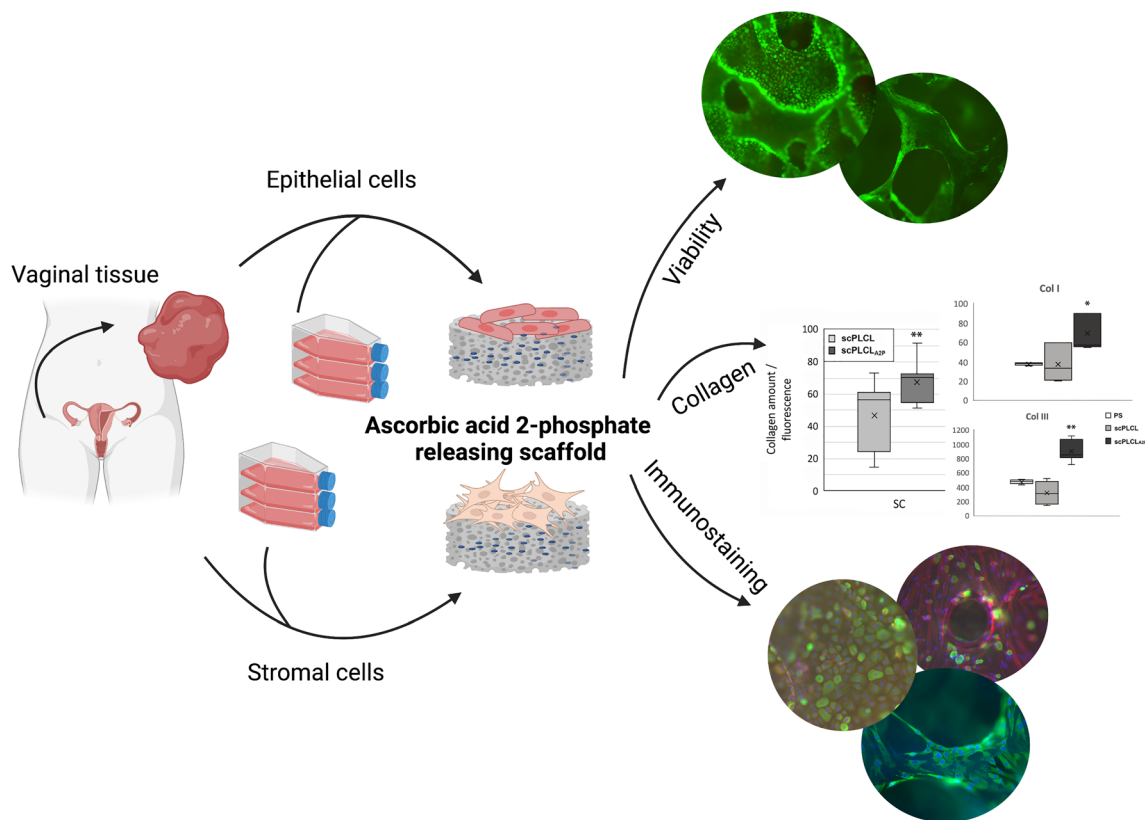 Epithelial cells
Vaginal tissue
Ascorbic acid 2-phosphate
releasing scaffold
Stromal cells
Viability
Collagen
Immunostaining
Collagen amount /
fluorescence
100
80
60
40
20
0
scPLCL
scPLCLA2P
**
SC
Col I
100
80
60
40
20
0
*
Col III
1200
1000
800
600
400
200
0
**
PS
scPLCL
scPLCLA2P